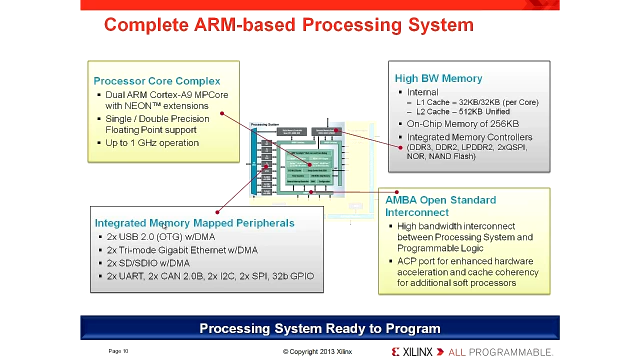 Complete ARM-based Processing System
Processor Core Complex
▪ Dual ARM Cortex-A9 MPCore
with NEON™ extensions
▪ Single / Double Precision
Floating Point support
▪ Up to 1 GHz operation
High BW Memory
▪ Internal
– L1 Cache – 32KB/32KB (per Core)
– L2 Cache – 512KB Unified
▪ On-Chip Memory of 256KB
▪ Integrated Memory Controllers
(DDR3, DDR2, LPDDR2, 2xQSPI,
NOR, NAND Flash)
Processing System
Integrated Memory Mapped Peripherals
▪ 2x USB 2.0 (OTG) w/DMA
▪ 2x Tri-mode Gigabit Ethernet w/DMA
▪ 2x SD/SDIO w/DMA
▪ 2x UART, 2x CAN 2.0B, 2x I2C, 2x SPI, 32b GPIO
AMBA Open Standard
Interconnect
▪ High bandwidth interconnect
between Processing System and
Programmable Logic
▪ ACP port for enhanced hardware
acceleration and cache coherency
for additional soft processors
Processing System Ready to Program
Page 10
© Copyright 2013 Xilinx
XILINX ALL PROGRAMMABLE.